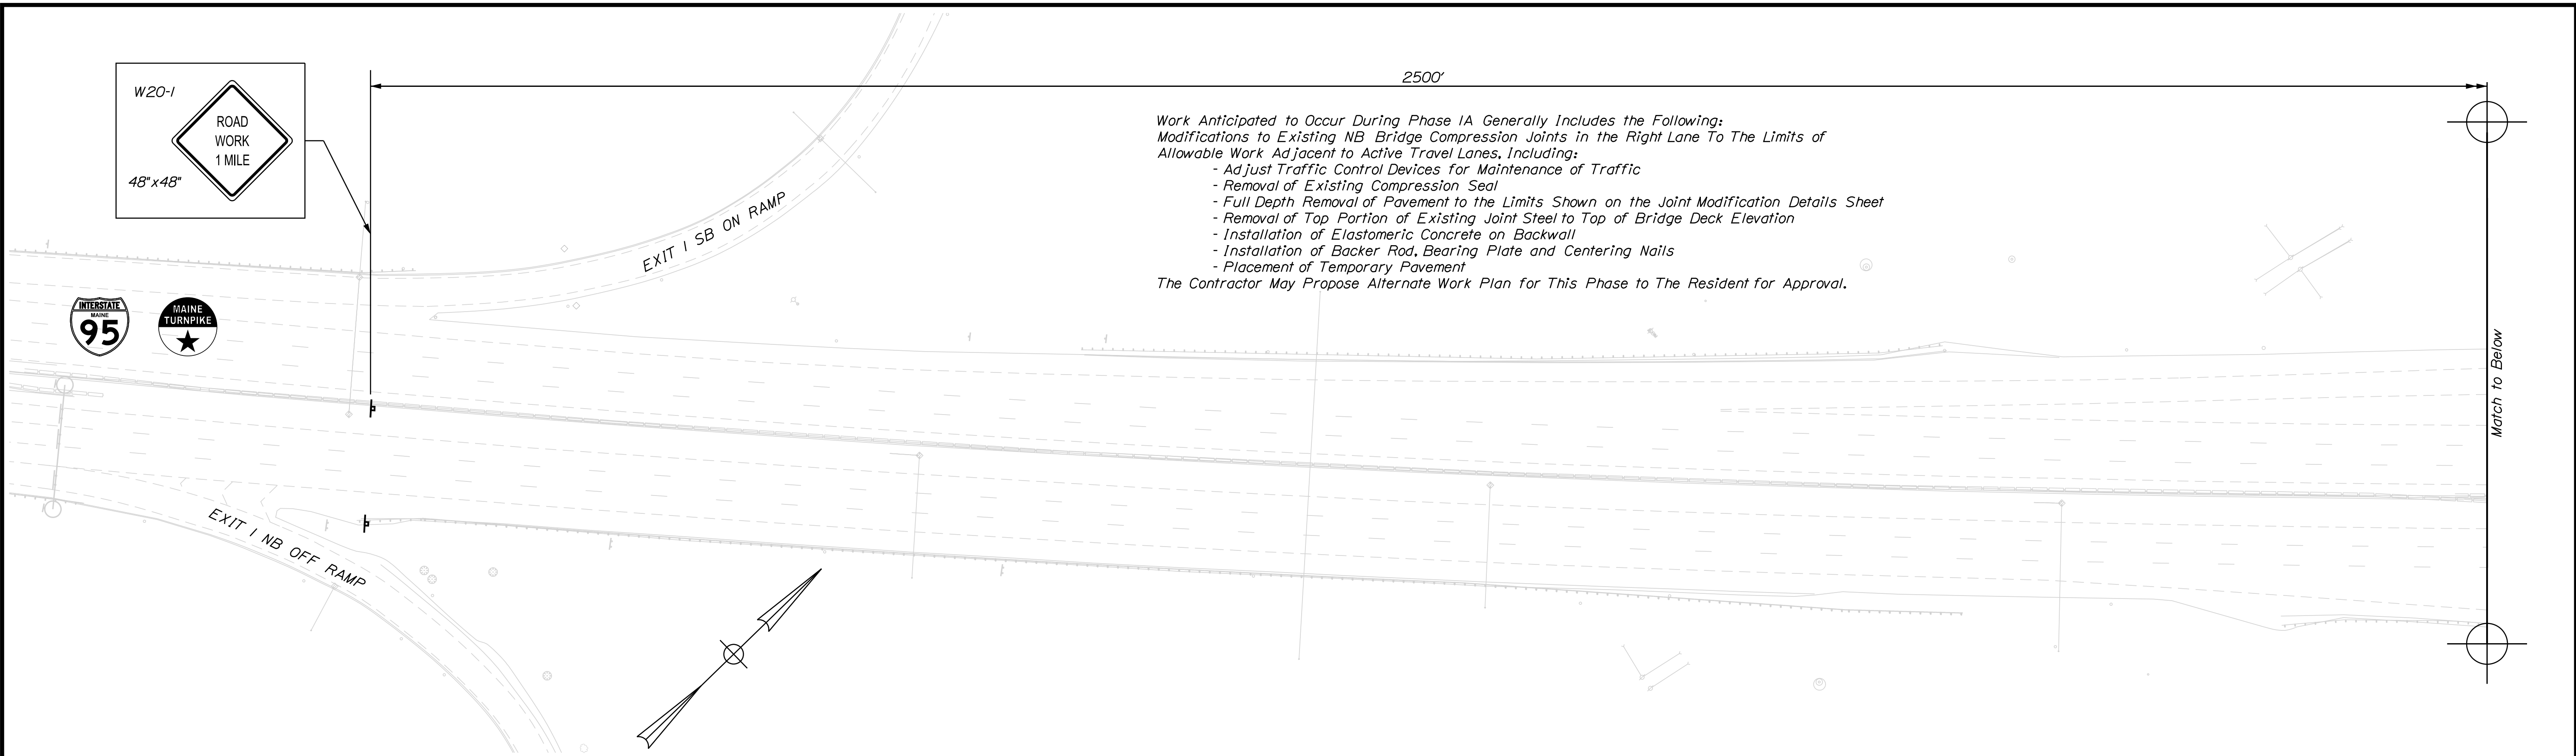 2500'
W20-1
ROAD
WORK
1 MILE
48"x48"
Work Anticipated to Occur During Phase 1A Generally Includes the Following:
Modifications to Existing NB Bridge Compression Joints in the Right Lane To The Limits of
Allowable Work Adjacent to Active Travel Lanes, Including:
- Adjust Traffic Control Devices for Maintenance of Traffic
- Removal of Existing Compression Seal
- Full Depth Removal of Pavement to the Limits Shown on the Joint Modification Details Sheet
- Removal of Top Portion of Existing Joint Steel to Top of Bridge Deck Elevation
- Installation of Elastomeric Concrete on Backwall
- Installation of Backer Rod, Bearing Plate and Centering Nails
- Placement of Temporary Pavement
The Contractor May Propose Alternate Work Plan for This Phase to The Resident for Approval.
EXIT 1 SB ON RAMP
INTERSTATE
MAINE
95
MAINE
TURNPIKE
Match to Below
EXIT 1 NB OFF RAMP